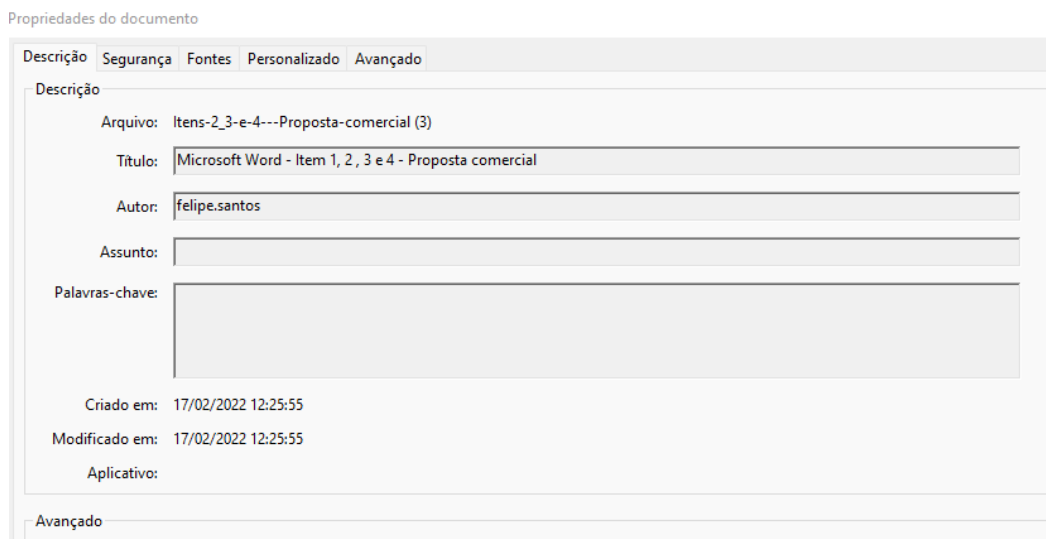 Propriedades do documento
Descrição Segurança Fontes Personalizado Avançado
Descrição
Arquivo: Itens-2_3-e-4---Proposta-comercial (3)
Título: Microsoft Word - Item 1, 2 , 3 e 4 - Proposta comercial
Autor: felipe.santos
Assunto:
Palavras-chave:
Criado em: 17/02/2022 12:25:55
Modificado em: 17/02/2022 12:25:55
Aplicativo:
Avançado